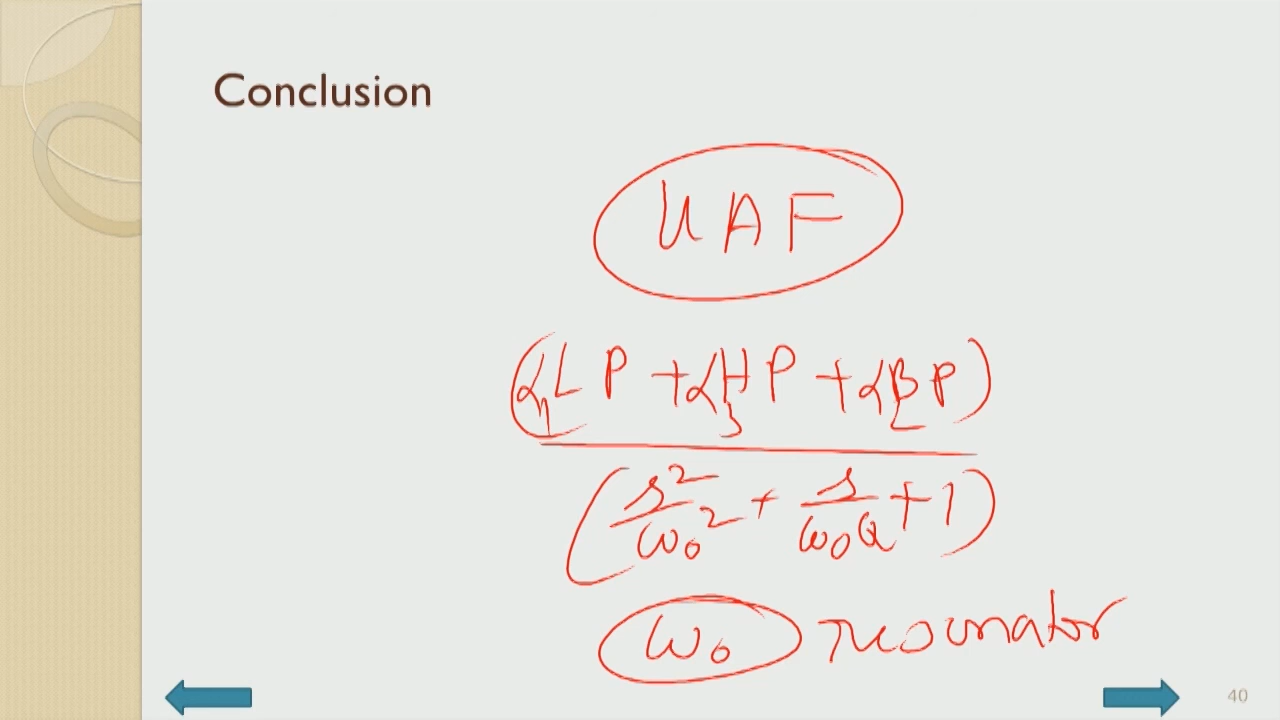 Conclusion
UAF
(α₁LP + α₃HP + α₂BP)
(s²/ω₀² + s/ω₀Q + 1)
ω₀ resonator
40